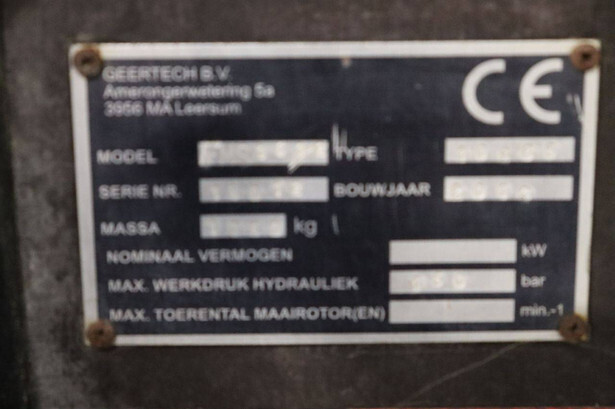 GEERTECH B.V.
Amerongerwetering 5a
3956 MA Leersum
CE
MODEL TYPE
SERIE NR. BOUWJAAR
MASSA kg
NOMINAAL VERMOGEN kW
MAX. WERKDRUK HYDRAULIEK bar
MAX. TOERENTAL MAAIROTOR(EN) min.-1